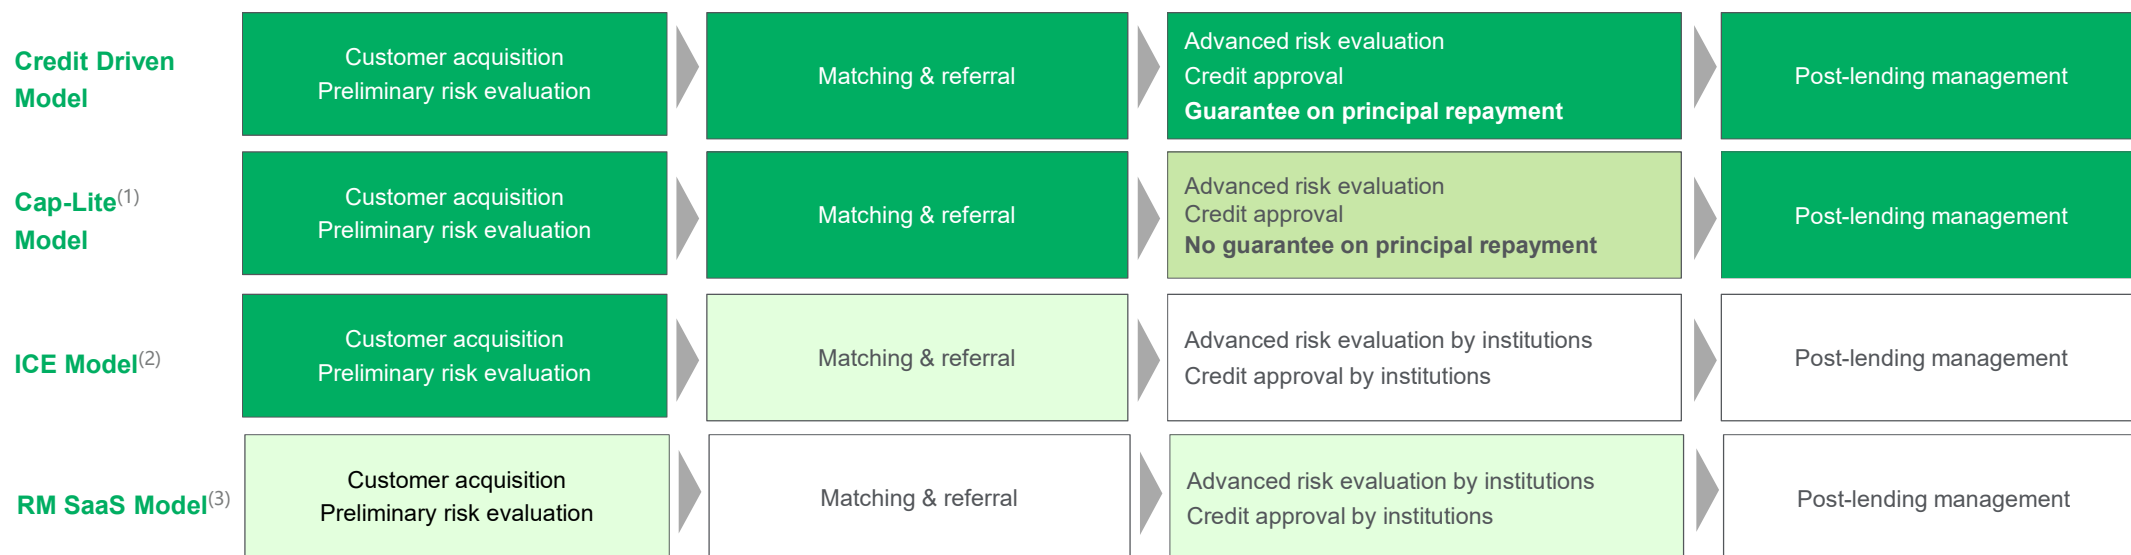 Credit Driven
Model
Customer acquisition
Preliminary risk evaluation
Matching & referral
Advanced risk evaluation
Credit approval
Guarantee on principal repayment
Post-lending management
Cap-Lite(1)
Model
Customer acquisition
Preliminary risk evaluation
Matching & referral
Advanced risk evaluation
Credit approval
No guarantee on principal repayment
Post-lending management
ICE Model(2)
Customer acquisition
Preliminary risk evaluation
Matching & referral
Advanced risk evaluation by institutions
Credit approval by institutions
Post-lending management
RM SaaS Model(3)
Customer acquisition
Preliminary risk evaluation
Matching & referral
Advanced risk evaluation by institutions
Credit approval by institutions
Post-lending management